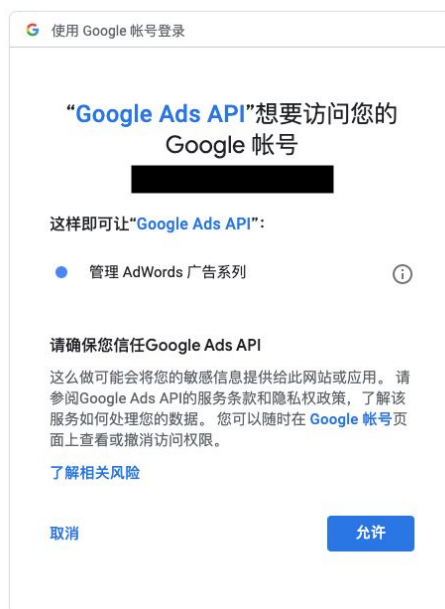 使用 Google 帐号登录
“Google Ads API”想要访问您的
Google 帐号
这样即可让“Google Ads API”：
管理 AdWords 广告系列
请确保您信任Google Ads API
这么做可能会将您的敏感信息提供给此网站或应用。 请
参阅Google Ads API的服务条款和隐私权政策，了解该
服务如何处理您的数据。 您可以随时在 Google 帐号页
面上查看或撤消访问权限。
了解相关风险
取消
允许